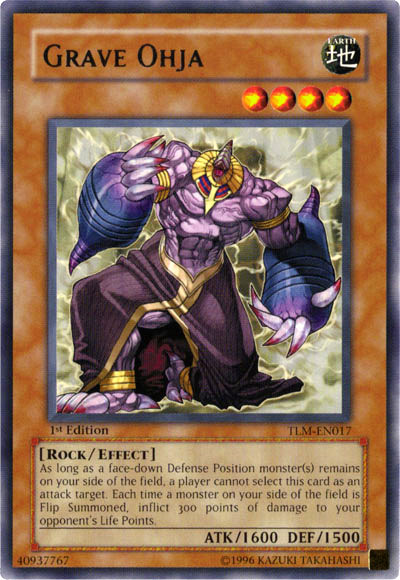 GRAVE OHJA
EARTH
地
1st Edition
TLM-EN017
[ROCK/EFFECT]
As long as a face-down Defense Position monster(s) remains
on your side of the field, a player cannot select this card as an
attack target. Each time a monster on your side of the field is
Flip Summoned, inflict 300 points of damage to your
opponent's Life Points.
ATK/1600 DEF/1500
40937767
©1996 KAZUKI TAKAHASHI